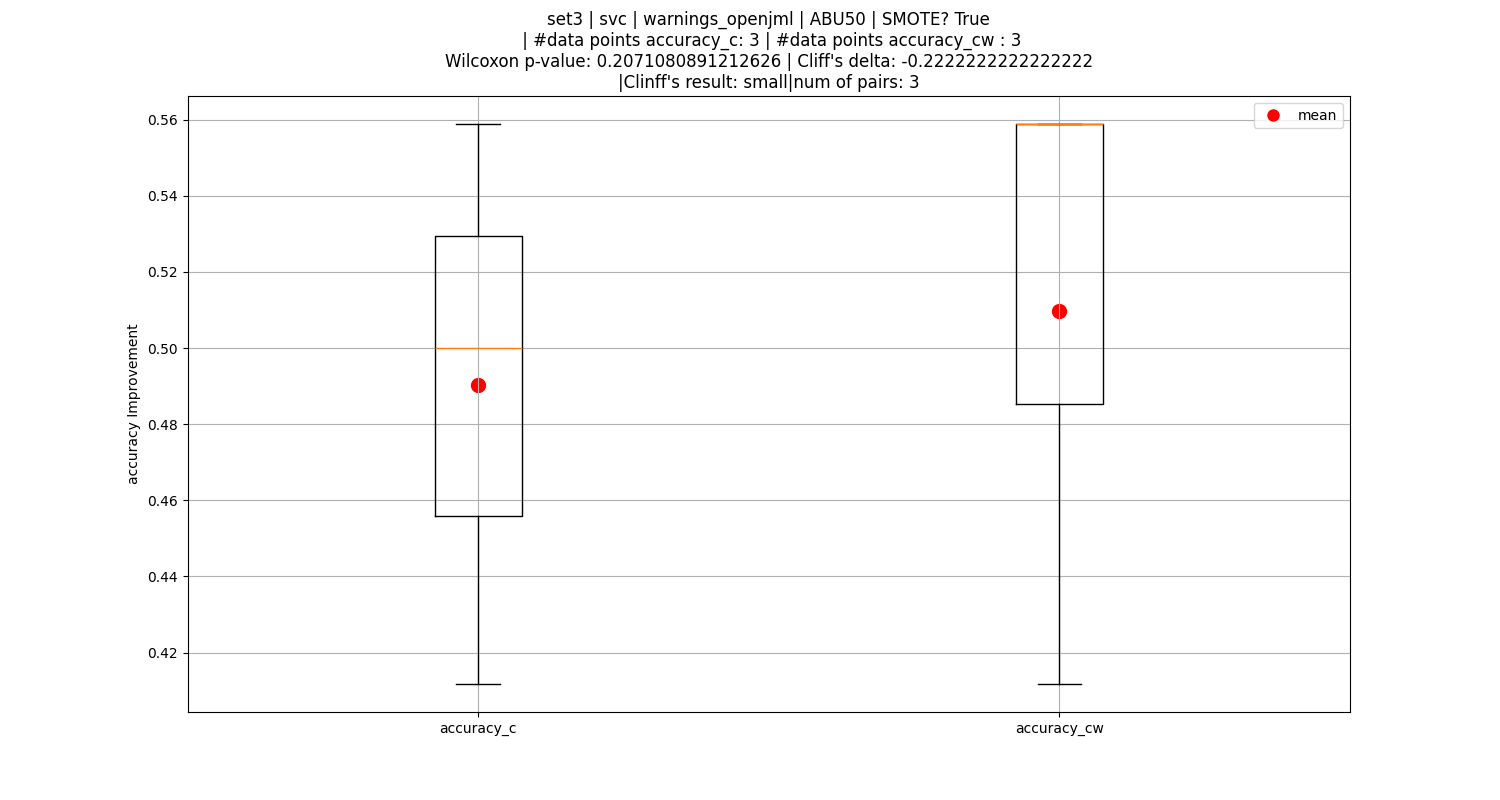 set3 | svc | warnings_openjml | ABU50 | SMOTE? True
| #data points accuracy_c: 3 | #data points accuracy_cw : 3
Wilcoxon p-value: 0.2071080891212626 | Cliff's delta: -0.2222222222222222
|Clinff's result: small|num of pairs: 3
mean
accuracy Improvement
0.56
0.54
0.52
0.50
0.48
0.46
0.44
0.42
accuracy_c
accuracy_cw